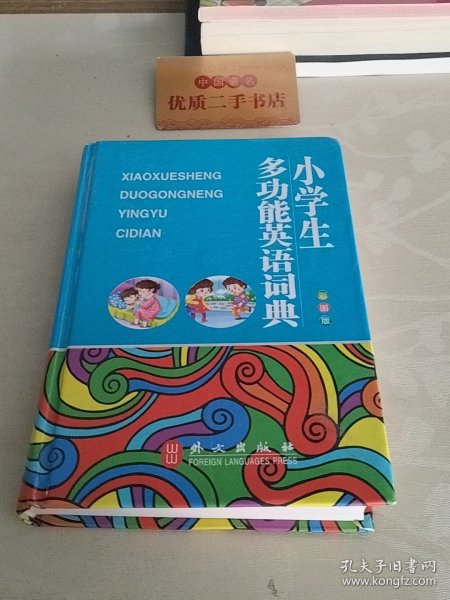 中国书名
优质二手书店
XIAOXUESHENG
DUOGONGNENG
YINGYU
CIDIAN
小学生
多功能英语词典
彩图版
外文出版社
FOREIGN LANGUAGES PRESS
孔夫子旧书网
www.kongfz.com